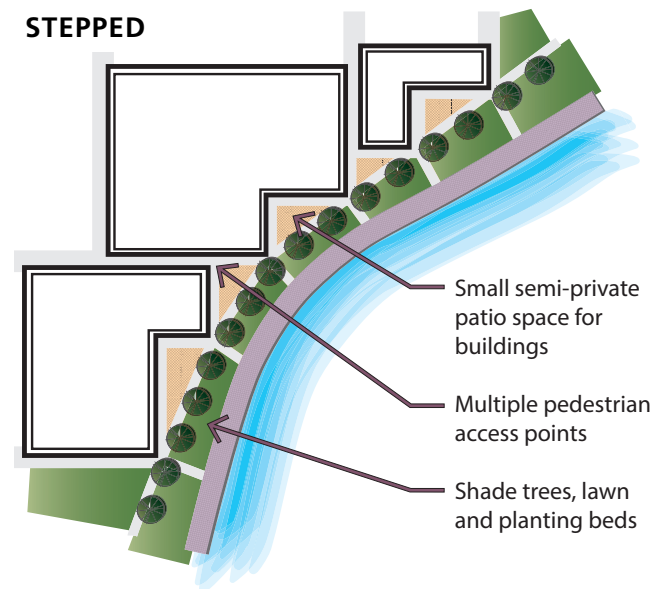 STEPPED
Small semi-private
patio space for
buildings
Multiple pedestrian
access points
Shade trees, lawn
and planting beds